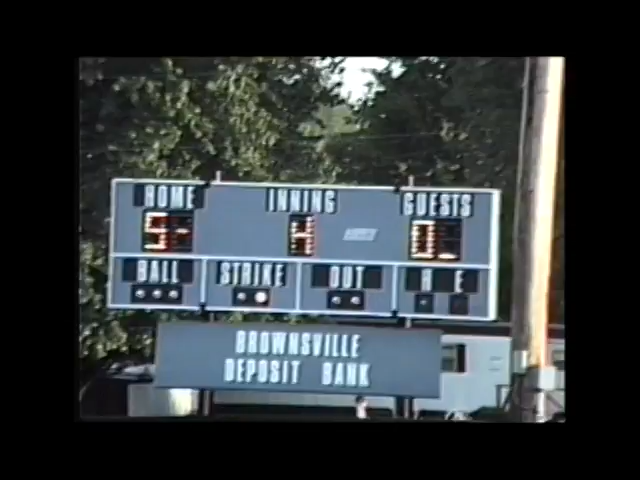 HOME INNING GUESTS
5 4 0
BALL STRIKE OUT H E
BROWNSVILLE
DEPOSIT BANK